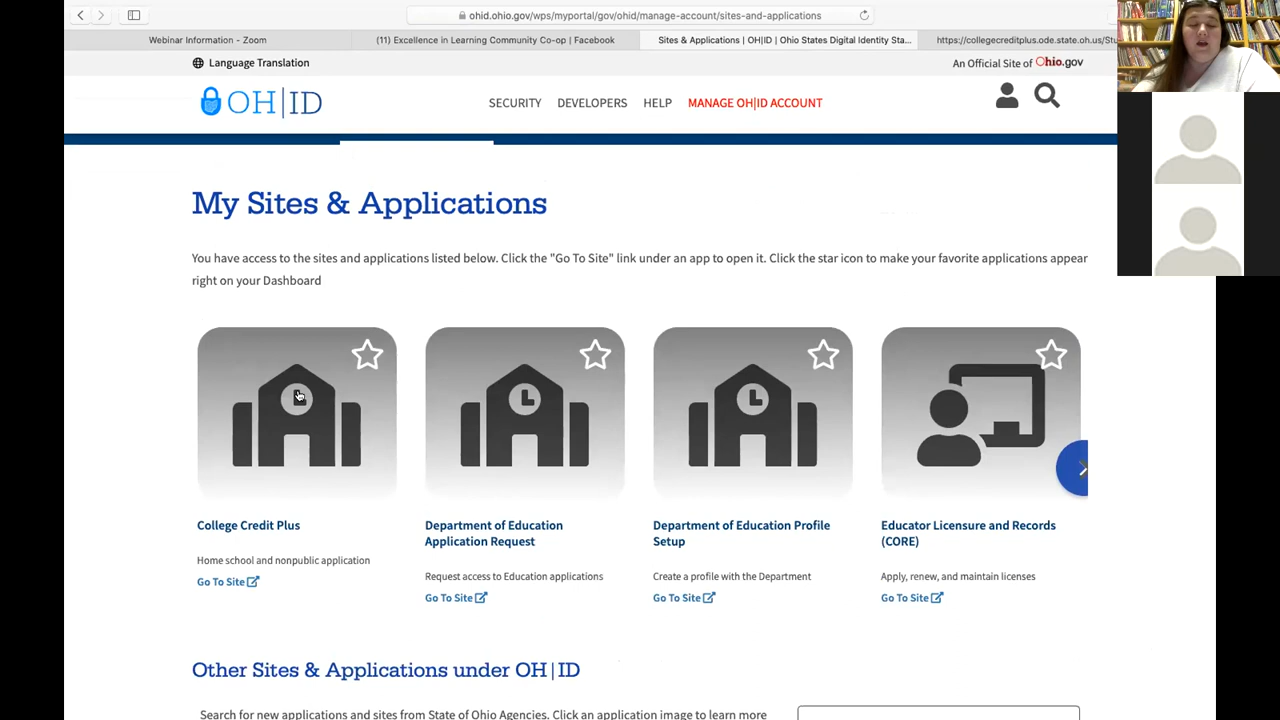 ohid.ohio.gov/wps/myportal/gov/ohid/manage-account/sites-and-applications
Webinar Information - Zoom
(11) Excellence in Learning Community Co-op | Facebook
Sites & Applications | OH|ID | Ohio States Digital Identity Sta...
https://collegecreditplus.ode.state.oh.us/Stu
Language Translation
An Official Site of Ohio.gov
OH|ID
SECURITY
DEVELOPERS
HELP
MANAGE OH|ID ACCOUNT
My Sites & Applications
You have access to the sites and applications listed below. Click the "Go To Site" link under an app to open it. Click the star icon to make your favorite applications appear
right on your Dashboard
College Credit Plus
Home school and nonpublic application
Go To Site
Department of Education
Application Request
Request access to Education applications
Go To Site
Department of Education Profile
Setup
Create a profile with the Department
Go To Site
Educator Licensure and Records
(CORE)
Apply, renew, and maintain licenses
Go To Site
Other Sites & Applications under OH|ID
Search for new applications and sites from State of Ohio Agencies. Click an application image to learn more